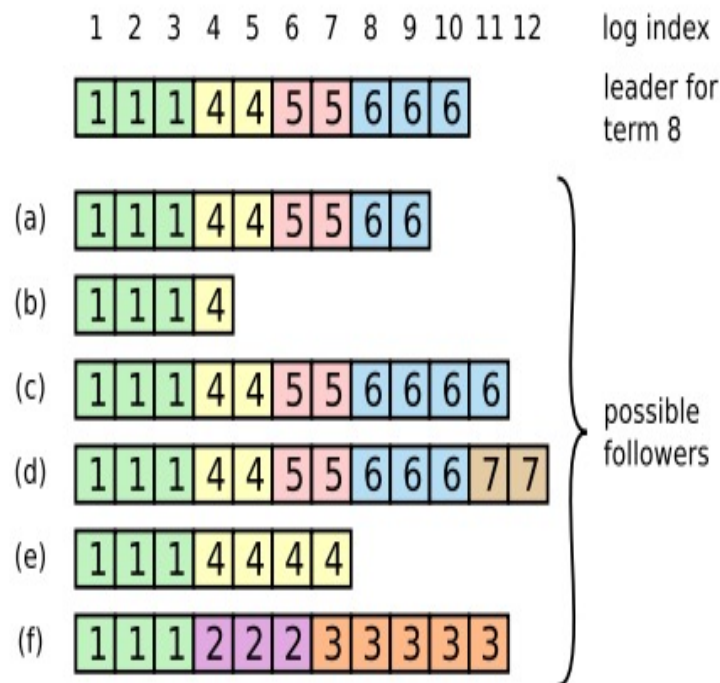 1 2 3 4 5 6 7 8 9 10 11 12 log index
1 1 1 4 4 5 5 6 6 6 leader for
term 8
(a) 1 1 1 4 4 5 5 6 6
(b) 1 1 1 4
(c) 1 1 1 4 4 5 5 6 6 6 6
possible
followers
(d) 1 1 1 4 4 5 5 6 6 6 7 7
(e) 1 1 1 4 4 4 4
(f) 1 1 1 2 2 2 3 3 3 3 3